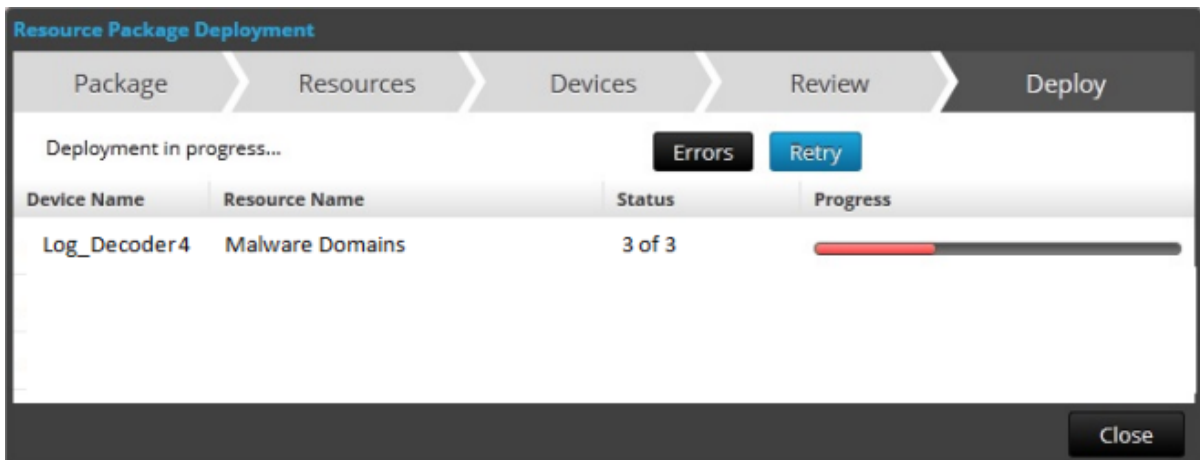 Resource Package Deployment
Package Resources Devices Review Deploy
Deployment in progress... Errors Retry
Device Name Resource Name Status Progress
Log_Decoder4 Malware Domains 3 of 3
Close